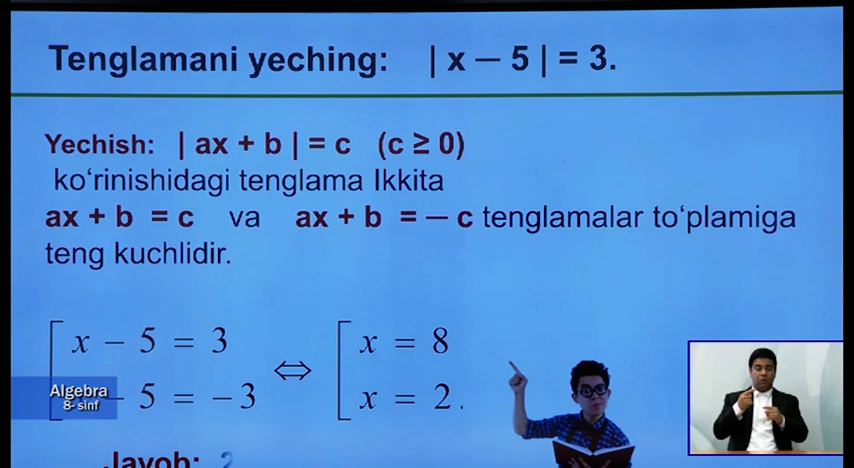 Tenglamani yeching: | x – 5 | = 3.
Yechish: | ax + b | = c (c ≥ 0)
ko‘rinishidagi tenglama Ikkita
ax + b = c va ax + b = – c tenglamalar to‘plamiga
teng kuchlidir.
[ x – 5 = 3 ⇔ [ x = 8
– 5 = –3 x = 2.
Algebra
8- sinf
Javob: